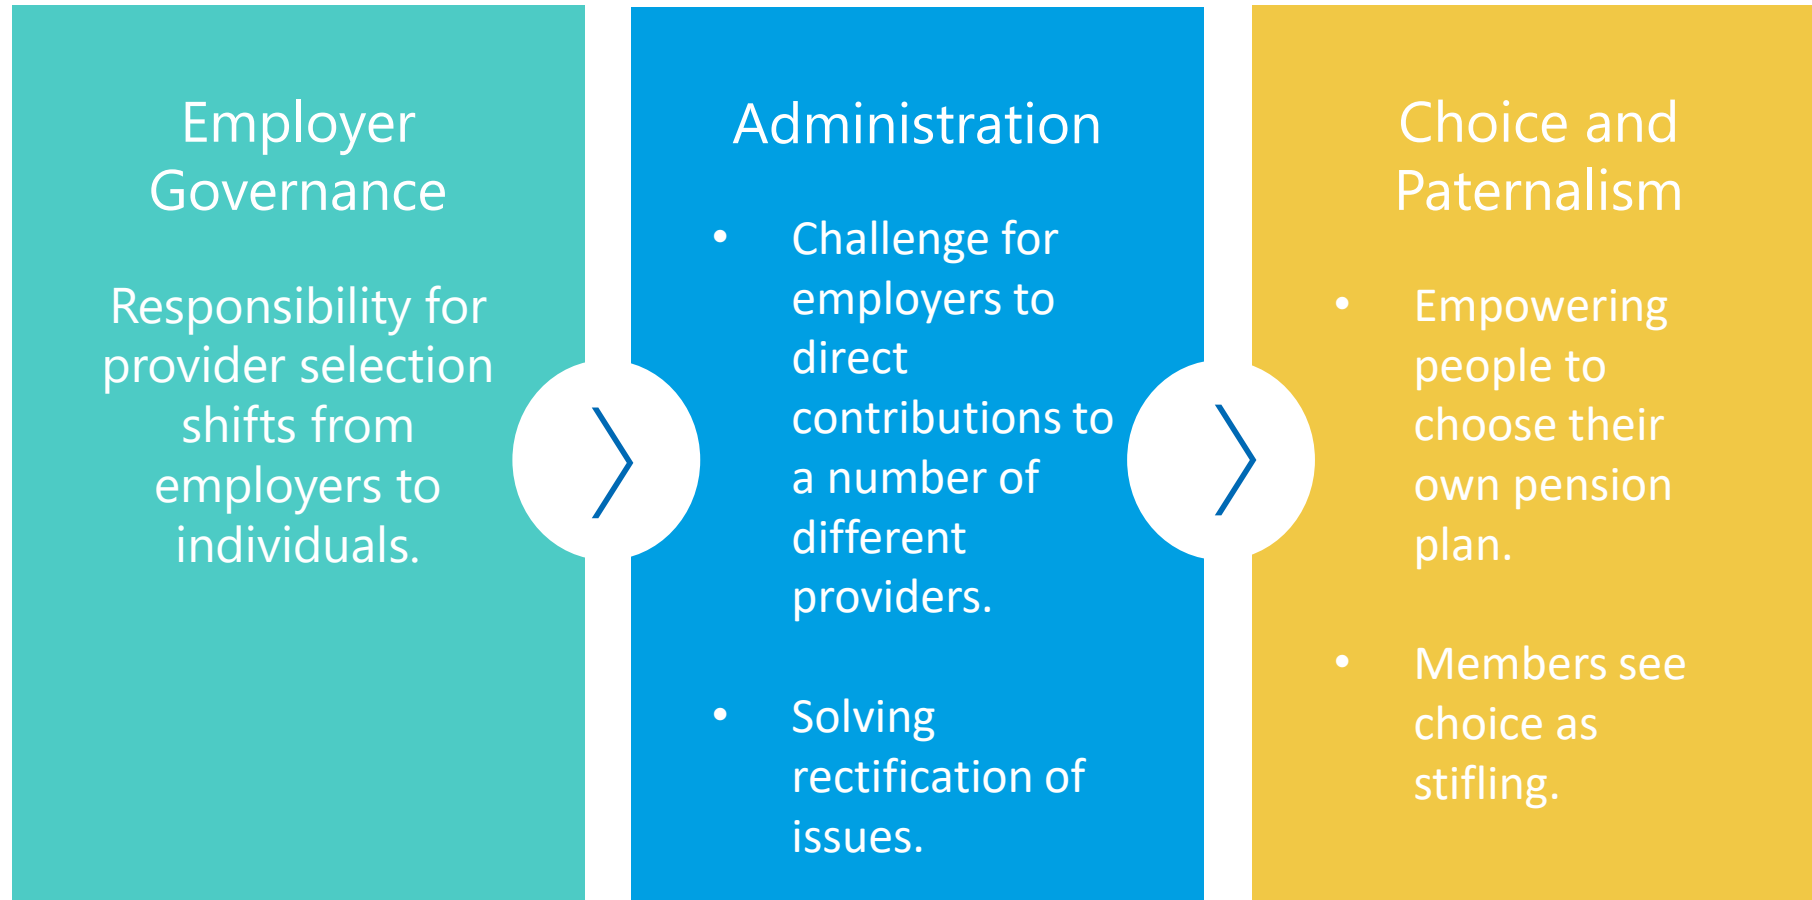 Employer
Governance
Responsibility for
provider selection
shifts from
employers to
individuals.
Administration
• Challenge for
employers to
direct
contributions to
a number of
different
providers.
• Solving
rectification of
issues.
Choice and
Paternalism
• Empowering
people to
choose their
own pension
plan.
• Members see
choice as
stifling.